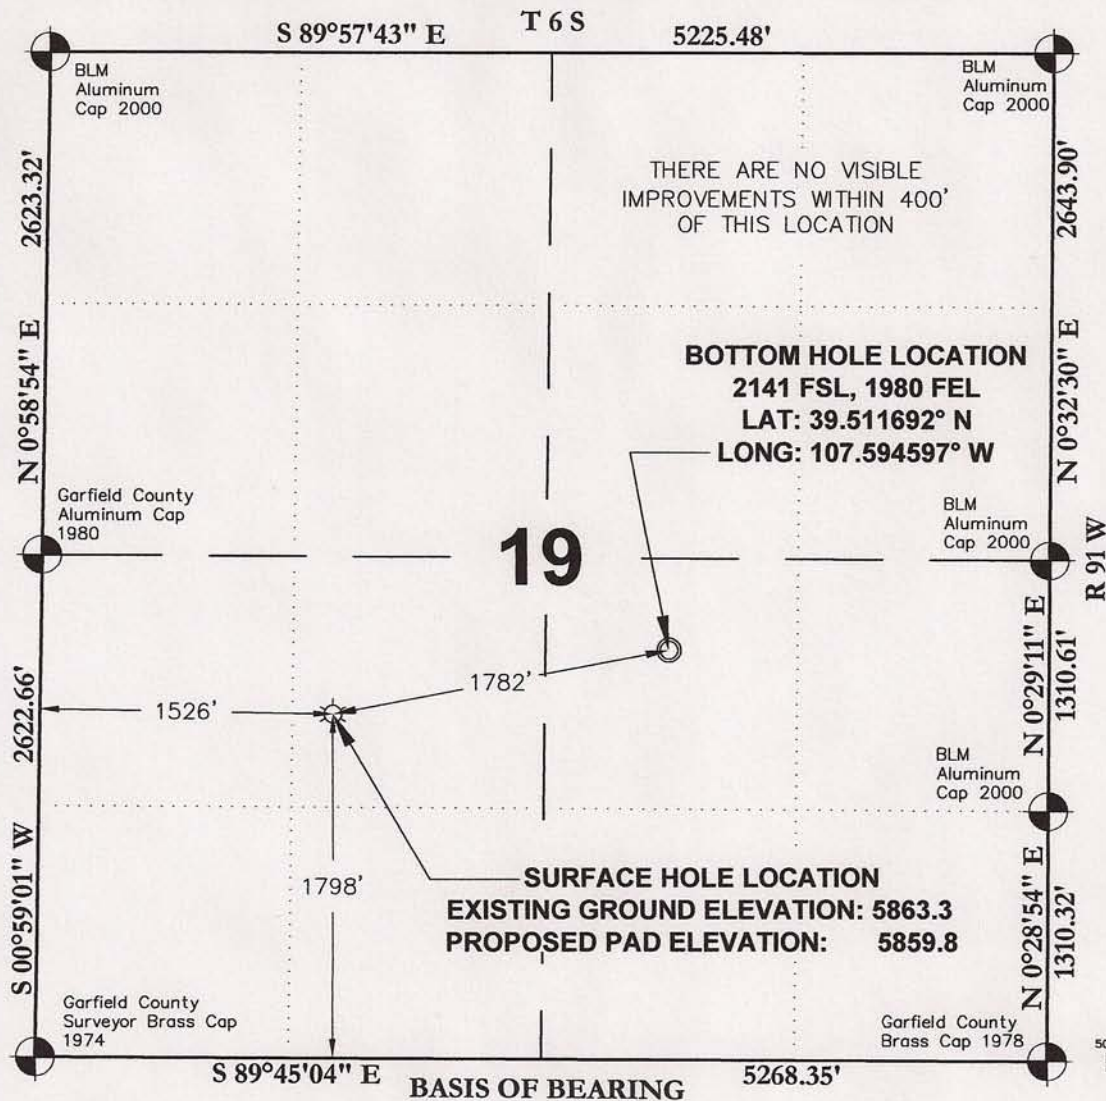 T 6 S
S 89°57'43" E
5225.48'
BLM
Aluminum
Cap 2000
BLM
Aluminum
Cap 2000
2623.32'
N 0°58'54" E
THERE ARE NO VISIBLE
IMPROVEMENTS WITHIN 400'
OF THIS LOCATION
2643.90'
N 0°32'30" E
BOTTOM HOLE LOCATION
2141 FSL, 1980 FEL
LAT: 39.511692° N
LONG: 107.594597° W
Garfield County
Aluminum Cap
1980
19
BLM
Aluminum
Cap 2000
R 91 W
2622.66'
S 00°59'01" W
1526'
1782'
1798'
N 0°29'11" E
1310.61'
BLM
Aluminum
Cap 2000
SURFACE HOLE LOCATION
EXISTING GROUND ELEVATION: 5863.3
PROPOSED PAD ELEVATION: 5859.8
N 0°28'54" E
1310.32'
Garfield County
Surveyor Brass Cap
1974
Garfield County
Brass Cap 1978
S 89°45'04" E
BASIS OF BEARING
5268.35'